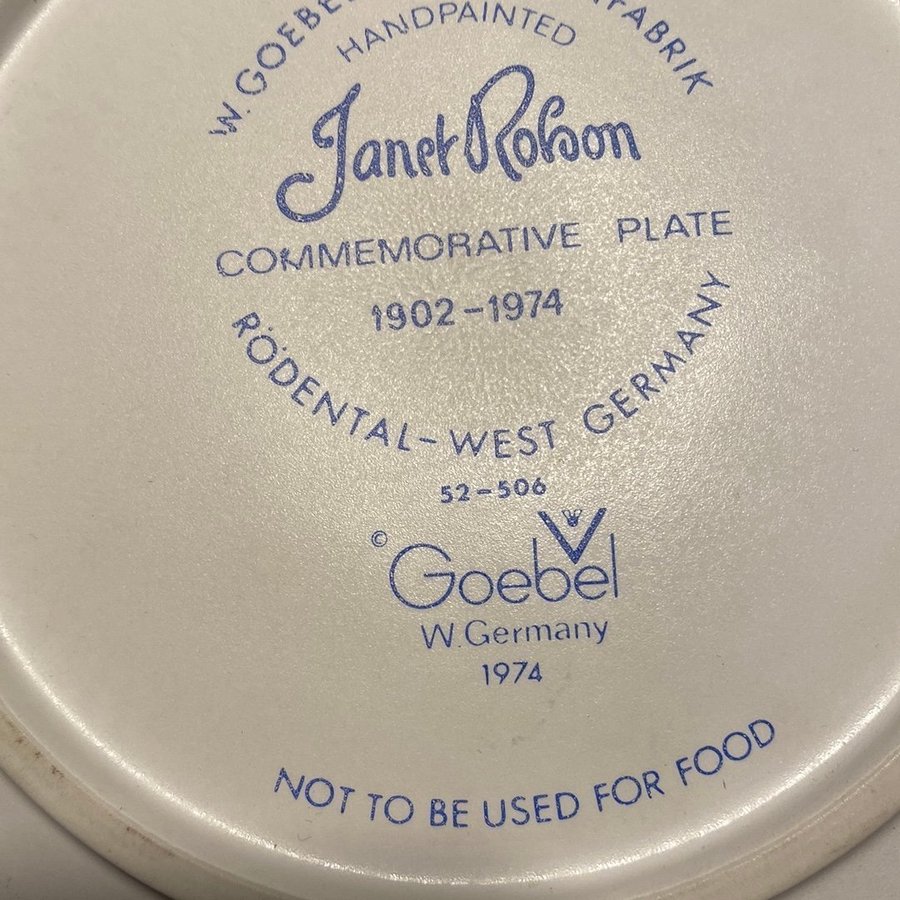 W. GOEBEL
HANDPAINTED
Janet Robson
COMMEMORATIVE PLATE
1902-1974
RÖDENTAL-WEST GERMANY
52-506
© Goebel
W. Germany
1974
NOT TO BE USED FOR FOOD